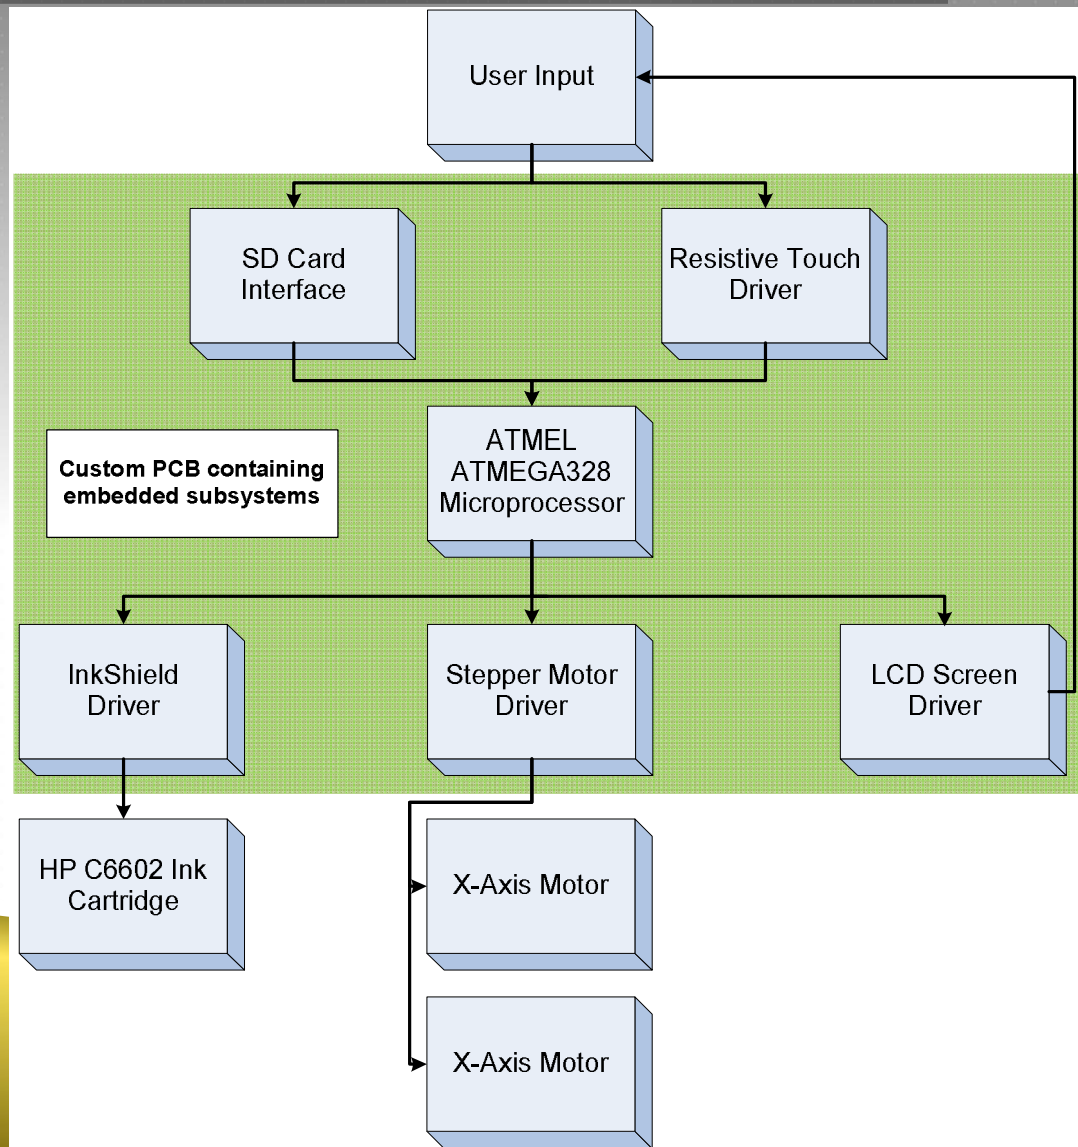 User Input
SD Card
Interface
Resistive Touch
Driver
ATMEL
ATMEGA328
Microprocessor
Custom PCB containing
embedded subsystems
InkShield
Driver
Stepper Motor
Driver
LCD Screen
Driver
HP C6602 Ink
Cartridge
X-Axis Motor
X-Axis Motor